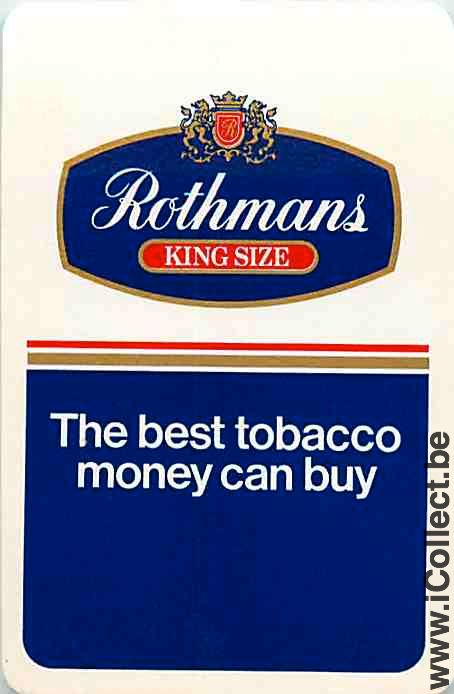 R
Rothmans
KING SIZE
The best tobacco
money can buy
www.iCollect.be